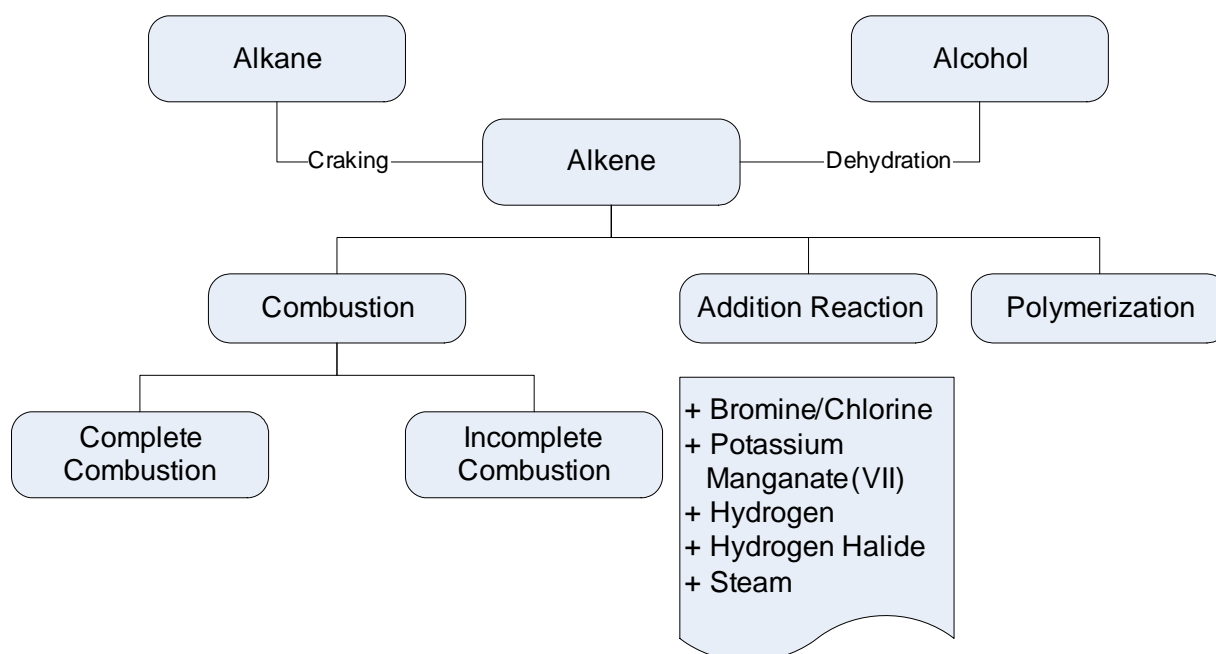 Alkane
Alcohol
Craking
Alkene
Dehydration
Combustion
Addition Reaction
Polymerization
Complete
Combustion
Incomplete
Combustion
+ Bromine/Chlorine
+ Potassium
Manganate(VII)
+ Hydrogen
+ Hydrogen Halide
+ Steam